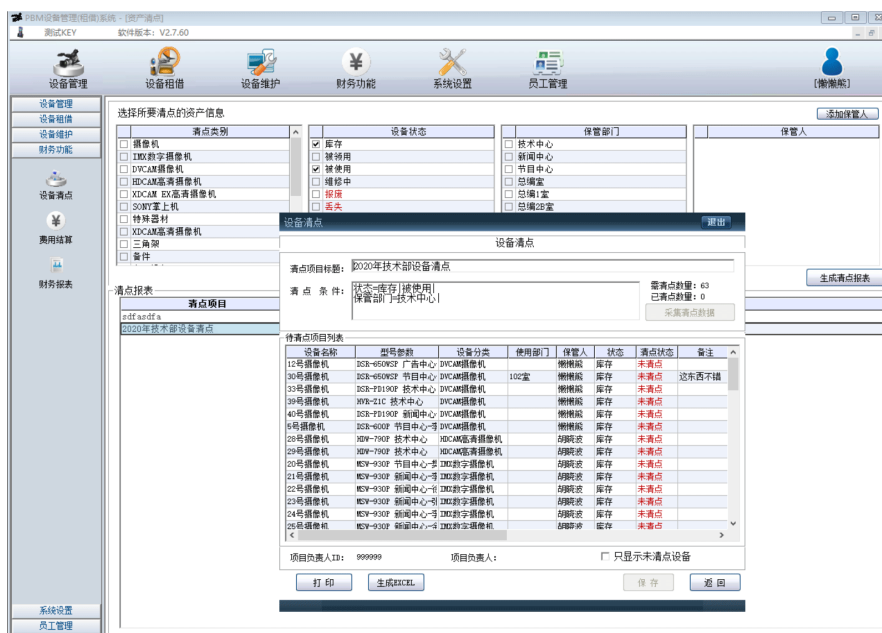 PBM设备管理(租借)系统 - [资产清点]
测试KEY 软件版本: V2.7.60
设备管理 设备租借 设备维护 财务功能 系统设置 员工管理 [懒懒熊]
设备管理
设备租借
设备维护
财务功能
设备清点
费用结算
财务报表
系统设置
员工管理
选择所要清点的资产信息 添加保管人
清点类别 设备状态 保管部门 保管人
摄像机 库存 技术中心
IMX数字摄像机 被领用 新闻中心
DVCAM摄像机 被使用 节目中心
HDCAM高清摄像机 维修中 总编室
XDCAM EX高清摄像机 报废 总编1室
SONY掌上机 丢失 总编2B室
特殊器材
XDCAM高清摄像机
三角架
备件
生成清点报表
清点报表
清点项目
sdfasdfa
2020年技术部设备清点
设备清点 退出
设备清点
清点项目标题: 2020年技术部设备清点
清点 条件: 状态=库存|被使用|
保管部门=技术中心|
需清点数量: 63
已清点数量: 0
采集清点数据
待清点项目列表
设备名称 型号参数 设备分类 使用部门 保管人 状态 清点状态 备注
12号摄像机 DSR-650WSP 广告中心 DVCAM摄像机 懒懒熊 库存 未清点
30号摄像机 DSR-650WSP 节目中心 DVCAM摄像机 102室 懒懒熊 库存 未清点 这东西不错
33号摄像机 DSR-PD190P 技术中心 DVCAM摄像机 懒懒熊 库存 未清点
39号摄像机 HVR-Z1C 技术中心 DVCAM摄像机 懒懒熊 库存 未清点
40号摄像机 DSR-PD190P 新闻中心 DVCAM摄像机 懒懒熊 库存 未清点
5号摄像机 DSR-600P 节目中心 DVCAM摄像机 懒懒熊 库存 未清点
28号摄像机 HDW-790P 技术中心 HDCAM高清摄像机 胡晓波 库存 未清点
29号摄像机 HDW-790P 技术中心 HDCAM高清摄像机 胡晓波 库存 未清点
20号摄像机 MSW-930P 节目中心 IMX数字摄像机 胡晓波 库存 未清点
21号摄像机 MSW-930P 新闻中心 IMX数字摄像机 胡晓波 库存 未清点
22号摄像机 MSW-930P 新闻中心 IMX数字摄像机 胡晓波 库存 未清点
23号摄像机 MSW-930P 新闻中心 IMX数字摄像机 胡晓波 库存 未清点
24号摄像机 MSW-930P 新闻中心 IMX数字摄像机 胡晓波 库存 未清点
25号摄像机 MSW-930P 新闻中心 IMX数字摄像机 胡晓波 库存 未清点
项目负责人ID: 999999 项目负责人: 只显示未清点设备
打印 生成EXCEL 保存 返回